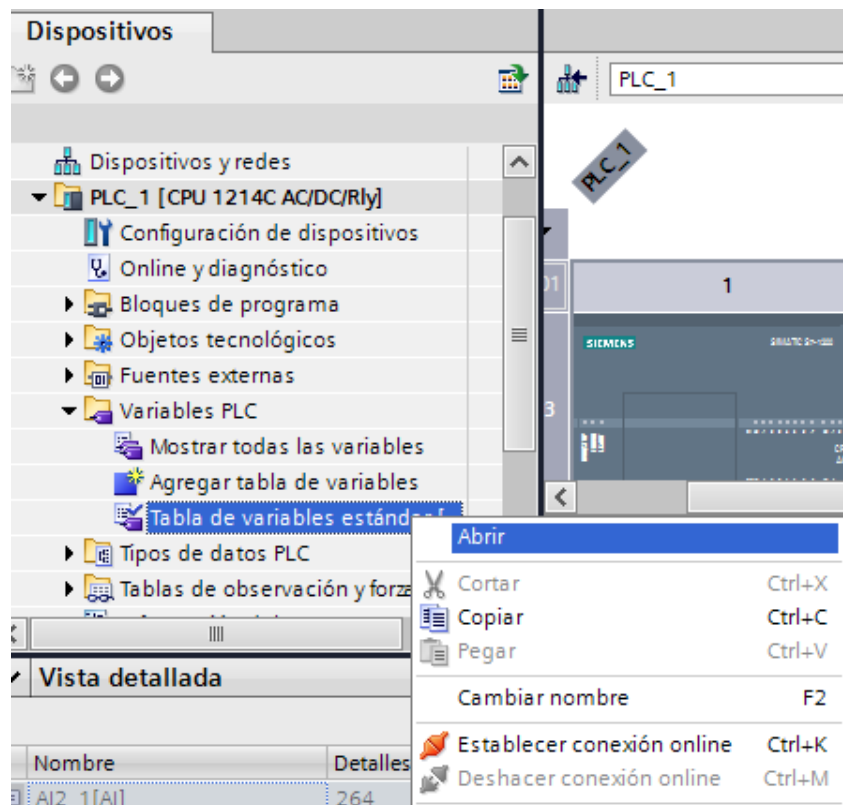 Dispositivos
PLC_1
PLC_1
Dispositivos y redes
PLC_1 [CPU 1214C AC/DC/Rly]
Configuración de dispositivos
Online y diagnóstico
01
1
Bloques de programa
Objetos tecnológicos
SIEMENS
Fuentes externas
Variables PLC
3
Mostrar todas las variables
Agregar tabla de variables
Tabla de variables estándar [
Abrir
Tipos de datos PLC
Cortar Ctrl+X
Tablas de observación y forza
Copiar Ctrl+C
Pegar Ctrl+V
Vista detallada
Cambiar nombre F2
Establecer conexión online Ctrl+K
Nombre Detalles
Deshacer conexión online Ctrl+M
AI2_1[AI] 264